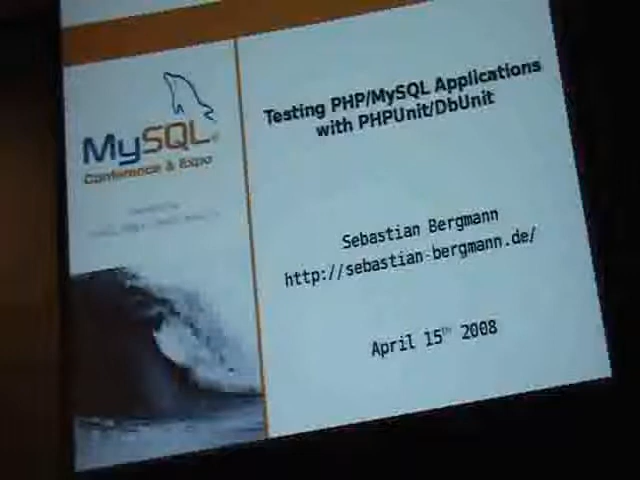 MySQL®
Conference & Expo
Testing PHP/MySQL Applications
with PHPUnit/DbUnit
Sebastian Bergmann
http://sebastian-bergmann.de/
April 15th 2008